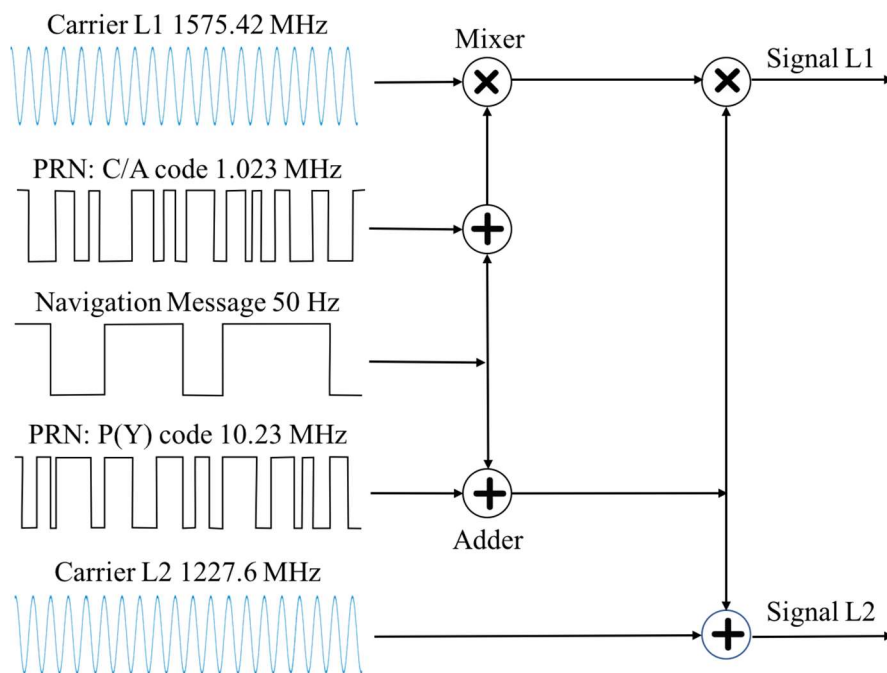 Carrier L1 1575.42 MHz
Mixer
Signal L1
PRN: C/A code 1.023 MHz
Navigation Message 50 Hz
PRN: P(Y) code 10.23 MHz
Adder
Carrier L2 1227.6 MHz
Signal L2